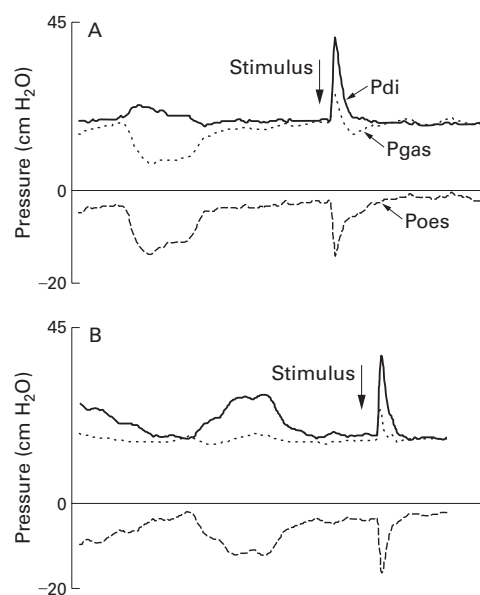 45
A
Stimulus
Pdi
Pgas
Pressure (cm H₂O)
0
Poes
–20
45
B
Stimulus
Pressure (cm H₂O)
0
–20